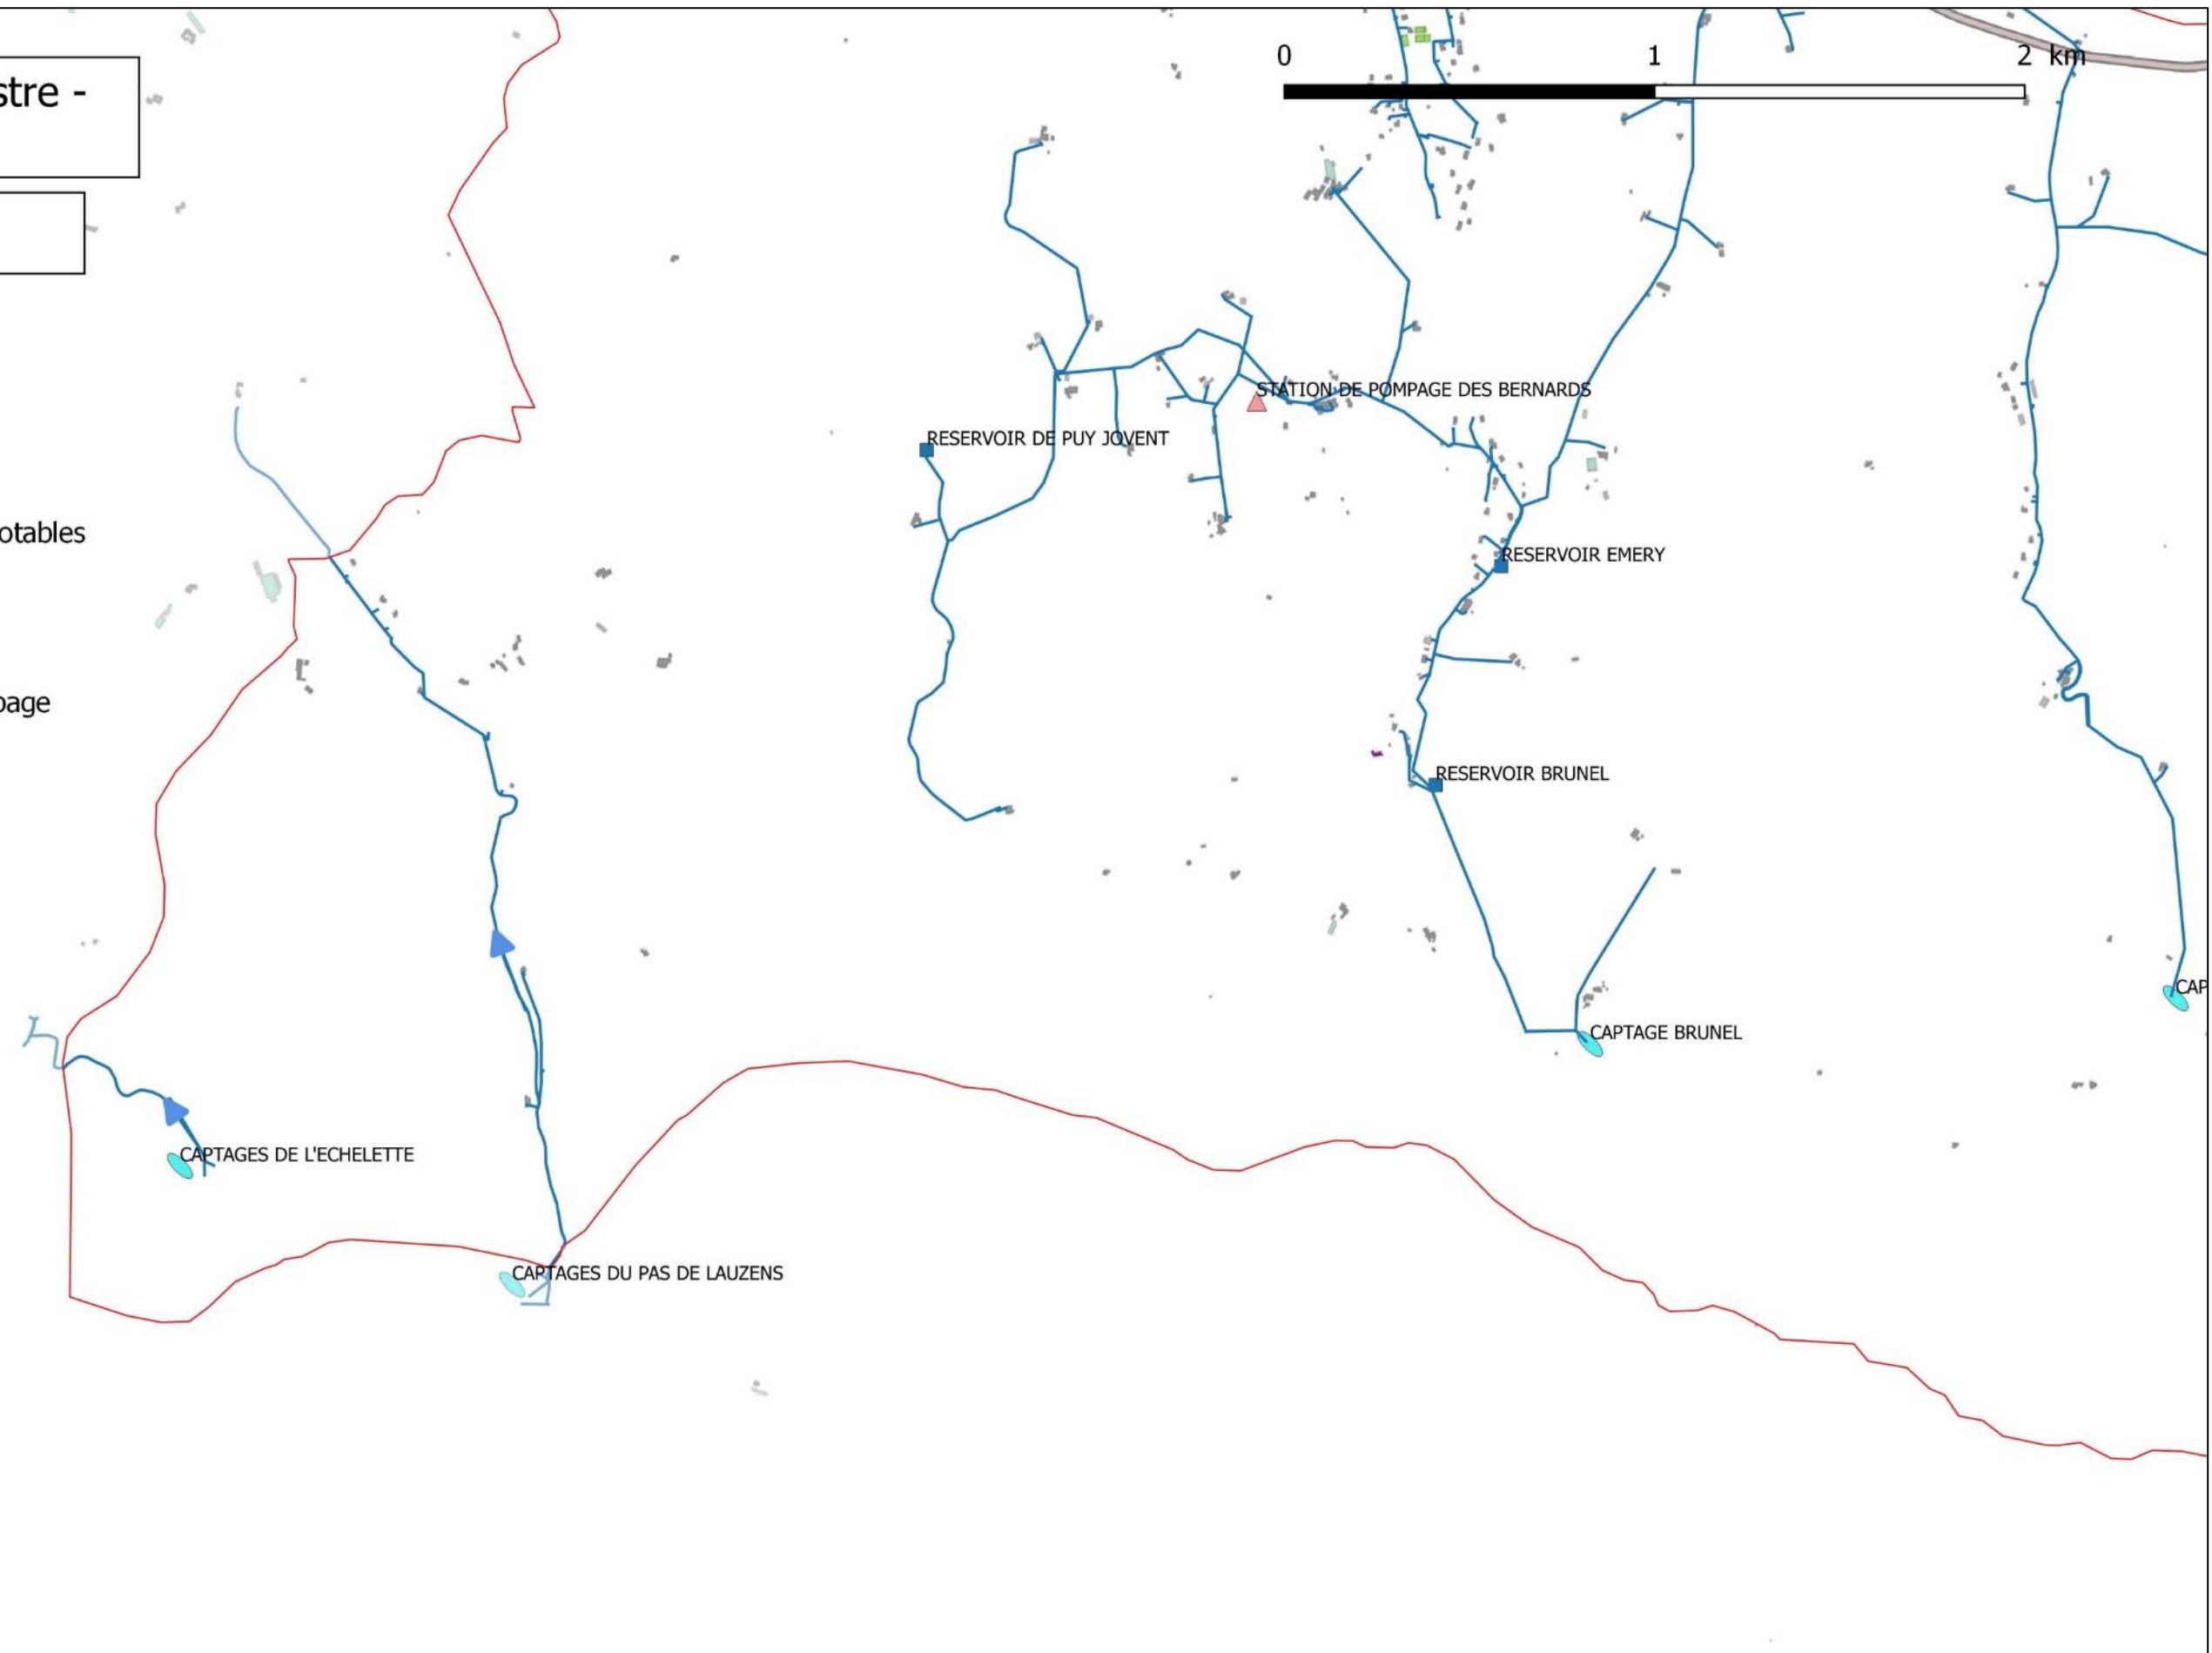 0 1 2 km
stre -
STATION DE POMPAGE DES BERNARDS
RESERVOIR DE PUY JOVENT
otables
RESERVOIR EMERY
page
RESERVOIR BRUNEL
CAP
CAPTAGE BRUNEL
CAPTAGES DE L'ECHELETTE
CAPTAGES DU PAS DE LAUZENS